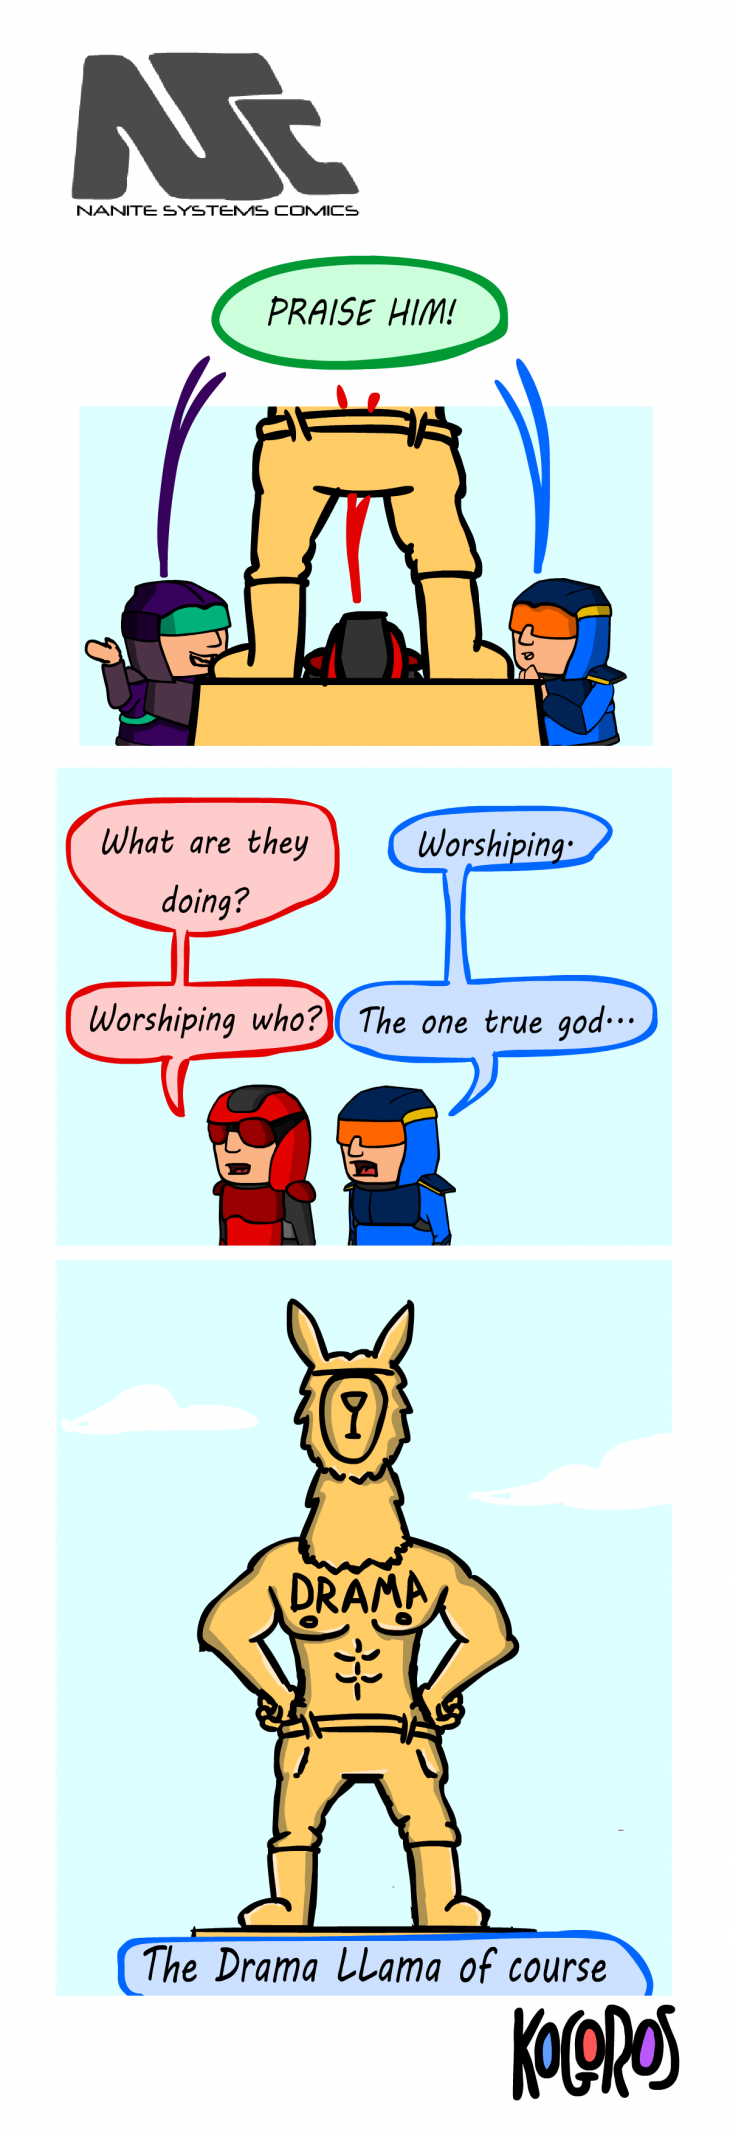 NSC
NANITE SYSTEMS COMICS
PRAISE HIM!
What are they
doing?
Worshiping.
Worshiping who?
The one true god...
DRAMA
The Drama LLama of course
KOGOROS